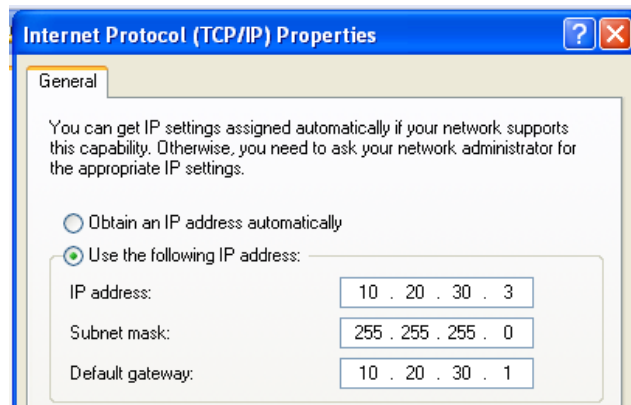 Internet Protocol (TCP/IP) Properties
General
You can get IP settings assigned automatically if your network supports
this capability. Otherwise, you need to ask your network administrator for
the appropriate IP settings.
Obtain an IP address automatically
Use the following IP address:
IP address: 10 . 20 . 30 . 3
Subnet mask: 255 . 255 . 255 . 0
Default gateway: 10 . 20 . 30 . 1